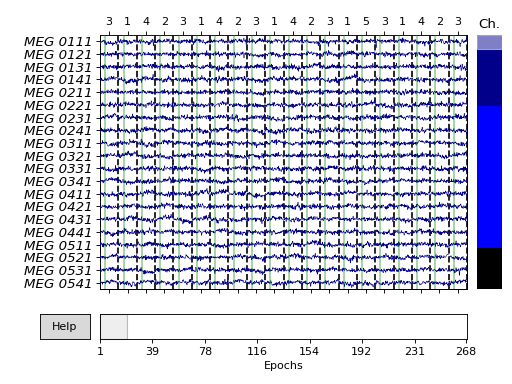 3 1 4 2 3 1 4 2 3 1 4 2 3 1 5 3 1 4 2 3
Ch.
MEG 0111
MEG 0121
MEG 0131
MEG 0141
MEG 0211
MEG 0221
MEG 0231
MEG 0241
MEG 0311
MEG 0321
MEG 0331
MEG 0341
MEG 0411
MEG 0421
MEG 0431
MEG 0441
MEG 0511
MEG 0521
MEG 0531
MEG 0541
Help
1 39 78 116 154 192 231 268
Epochs